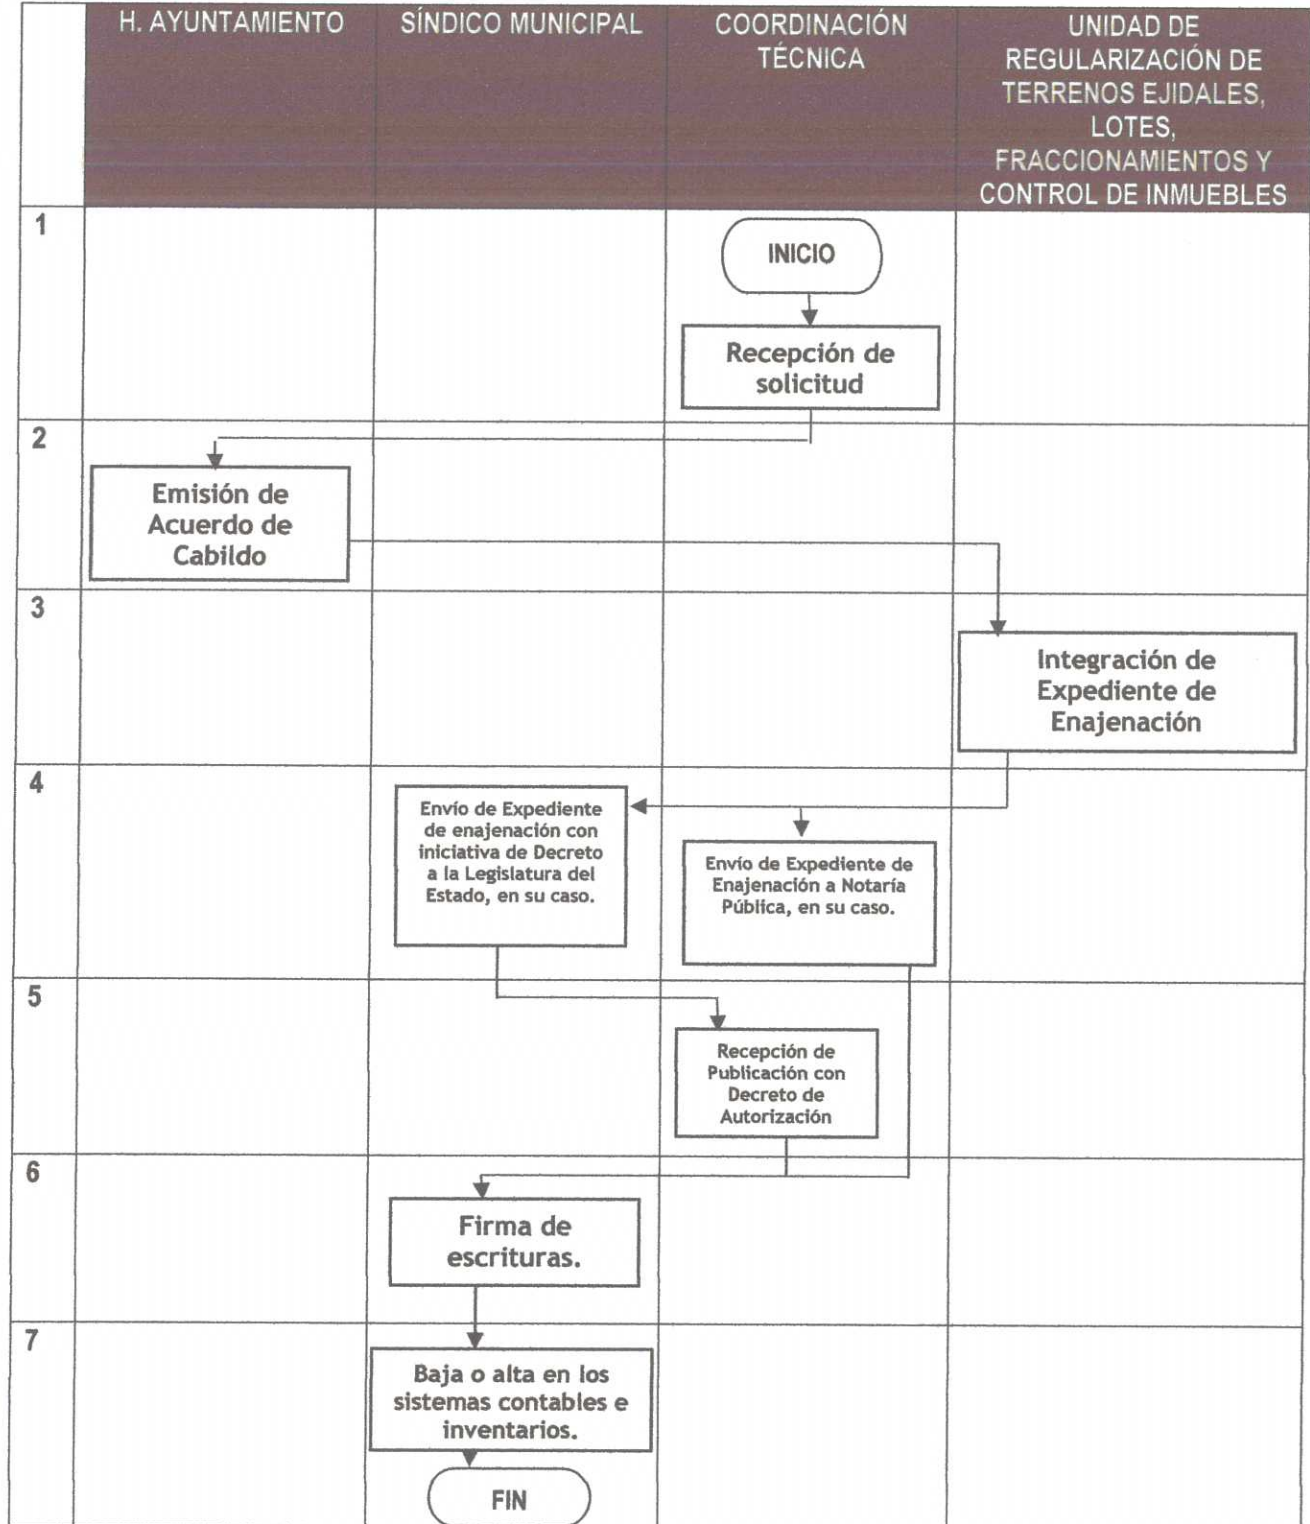 H. AYUNTAMIENTO
SÍNDICO MUNICIPAL
COORDINACIÓN
TÉCNICA
UNIDAD DE
REGULARIZACIÓN DE
TERRENOS EJIDALES,
LOTES,
FRACCIONAMIENTOS Y
CONTROL DE INMUEBLES
1
INICIO
Recepción de
solicitud
2
Emisión de
Acuerdo de
Cabildo
3
Integración de
Expediente de
Enajenación
4
Envío de Expediente
de enajenación con
iniciativa de Decreto
a la Legislatura del
Estado, en su caso.
Envío de Expediente de
Enajenación a Notaría
Pública, en su caso.
5
Recepción de
Publicación con
Decreto de
Autorización
6
Firma de
escrituras.
7
Baja o alta en los
sistemas contables e
inventarios.
FIN